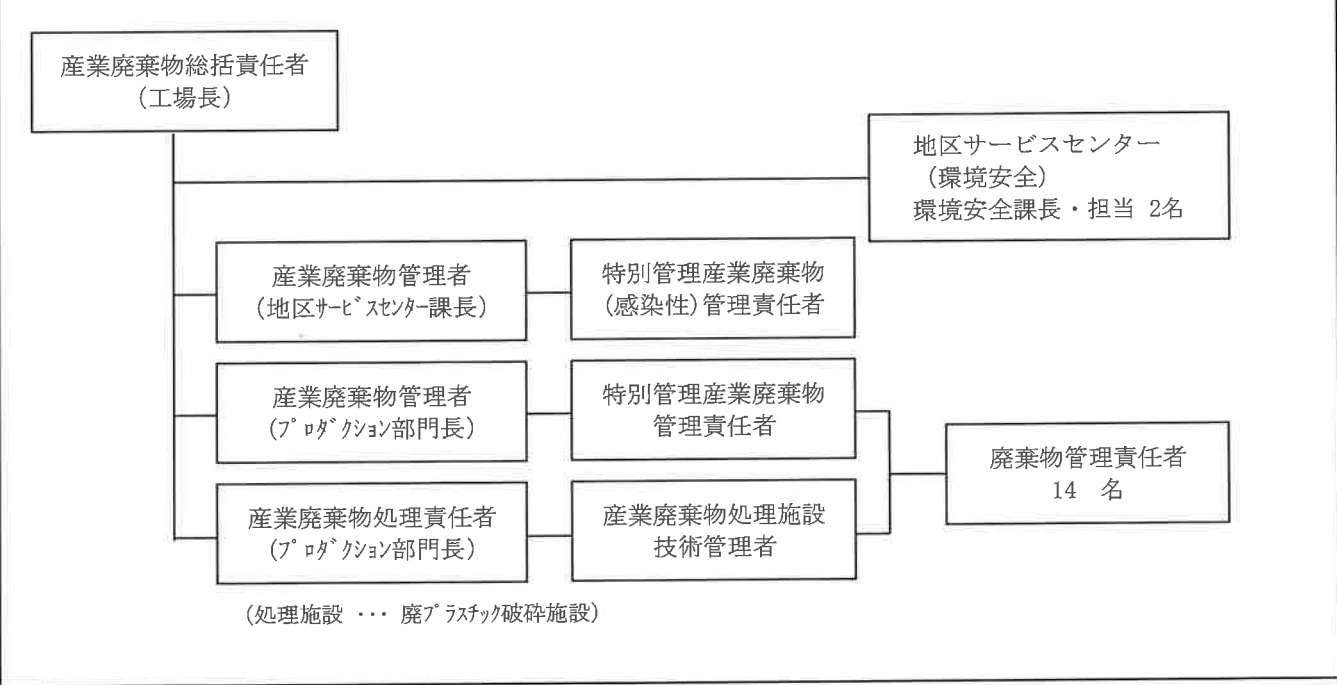 産業廃棄物総括責任者
(工場長)
地区サービスセンター
(環境安全)
環境安全課長・担当 2名
産業廃棄物管理者
(地区ｻｰﾋﾞｽｾﾝﾀｰ課長)
特別管理産業廃棄物
(感染性)管理責任者
産業廃棄物管理者
(ﾌﾟﾛﾀﾞｸｼｮﾝ部門長)
特別管理産業廃棄物
管理責任者
廃棄物管理責任者
14 名
産業廃棄物処理責任者
(ﾌﾟﾛﾀﾞｸｼｮﾝ部門長)
産業廃棄物処理施設
技術管理者
(処理施設 … 廃ﾌﾟﾗｽﾁｯｸ破砕施設)